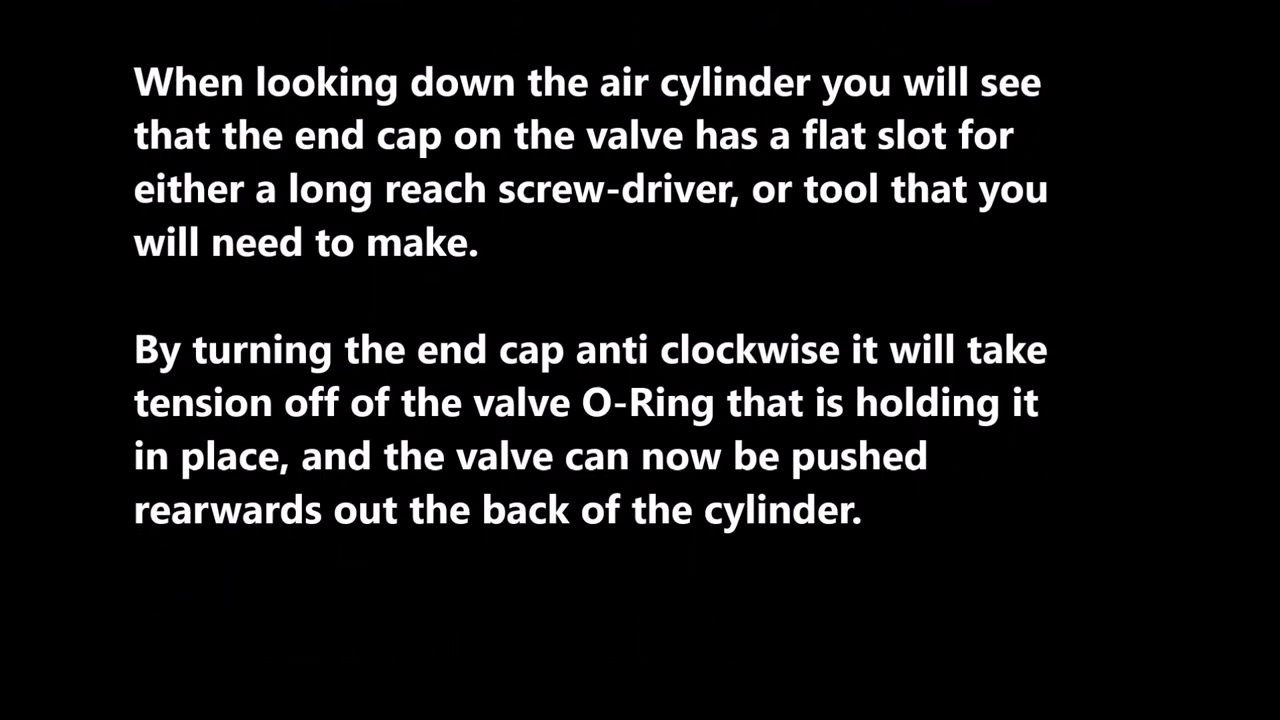 When looking down the air cylinder you will see
that the end cap on the valve has a flat slot for
either a long reach screw-driver, or tool that you
will need to make.
By turning the end cap anti clockwise it will take
tension off of the valve O-Ring that is holding it
in place, and the valve can now be pushed
rearwards out the back of the cylinder.